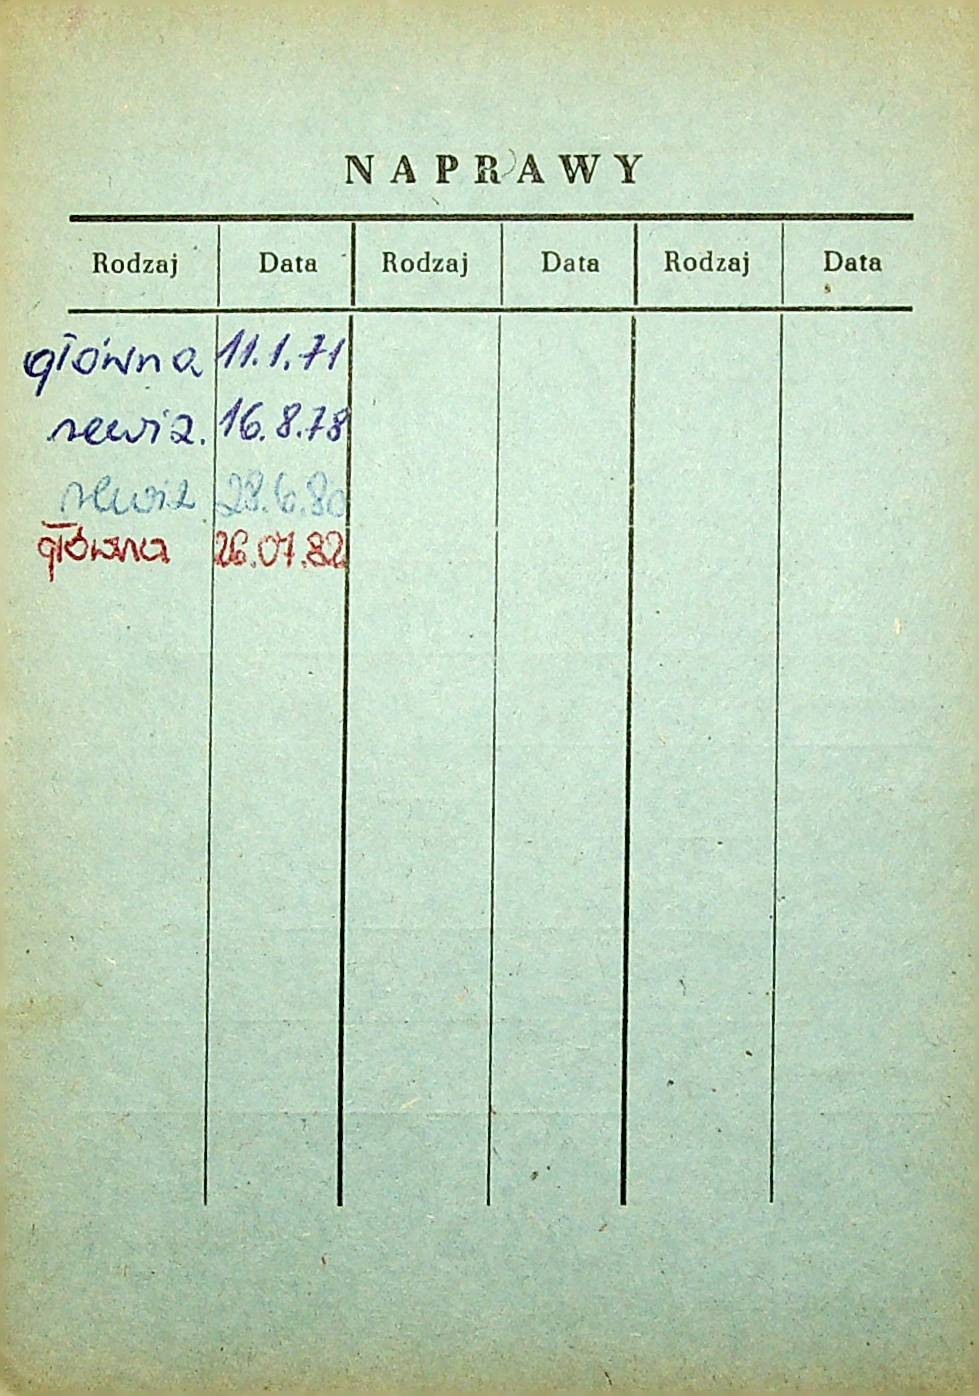 NAPRAWY
Rodzaj Data Rodzaj Data Rodzaj Data
główna 11.1.71
rewiz. 16.8.78
rewiz 28.6.80
główna 26.07.82